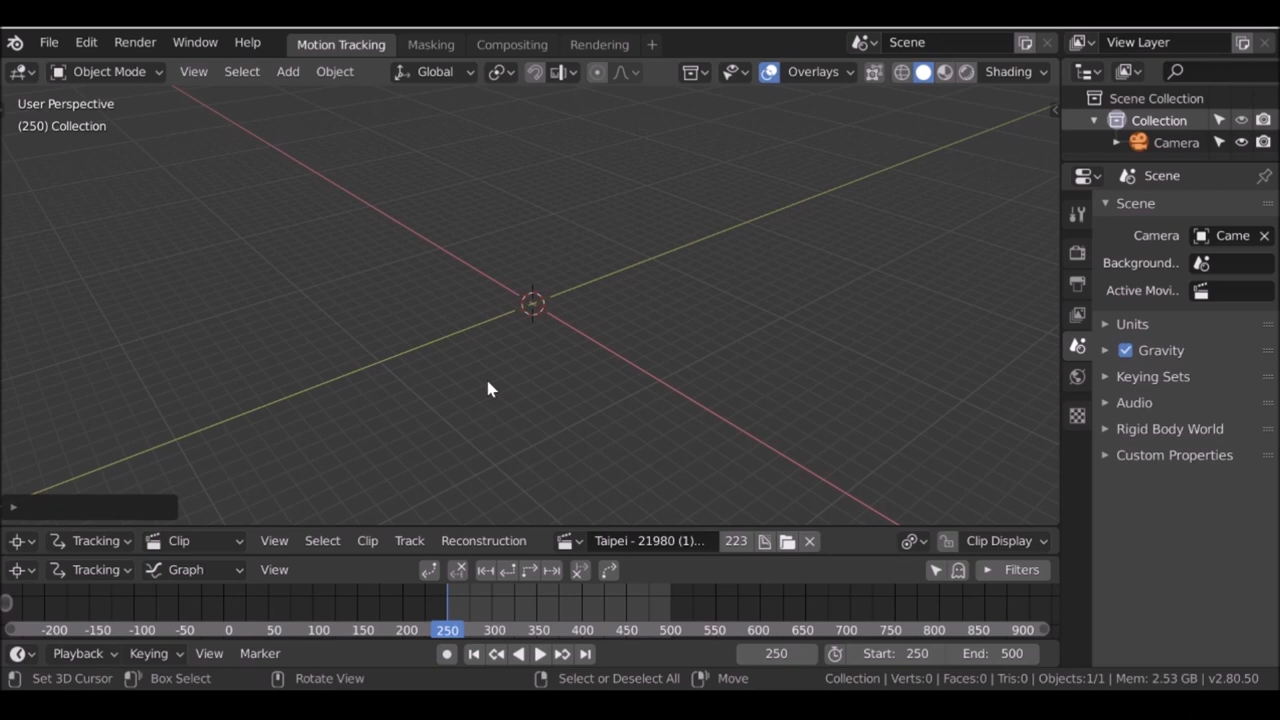 File Edit Render Window Help Motion Tracking Masking Compositing Rendering + Scene View Layer
Object Mode View Select Add Object Global Overlays Shading
User Perspective
(250) Collection
Scene Collection
Collection
Camera
Scene
Scene
Camera Came
Background..
Active Movi..
Units
Gravity
Keying Sets
Audio
Rigid Body World
Custom Properties
Tracking Clip View Select Clip Track Reconstruction Taipei - 21980 (1)... 223 Clip Display
Tracking Graph View Filters
-200 -150 -100 -50 0 50 100 150 200 250 300 350 400 450 500 550 600 650 700 750 800 850 900
Playback Keying View Marker 250 Start: 250 End: 500
Set 3D Cursor Box Select Rotate View Select or Deselect All Move Collection | Verts:0 | Faces:0 | Tris:0 | Objects:1/1 | Mem: 2.53 GB | v2.80.50